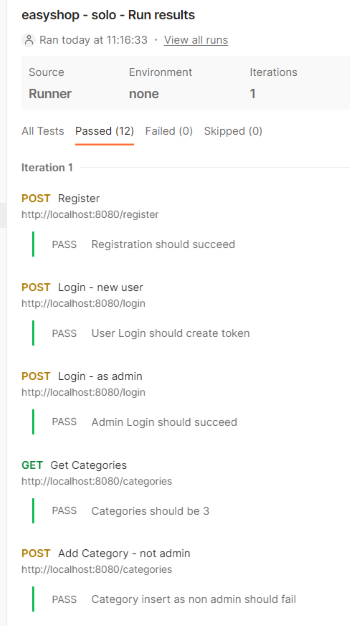 easyshop - solo - Run results
Ran today at 11:16:33 · View all runs
Source Environment Iterations
Runner none 1
All Tests Passed (12) Failed (0) Skipped (0)
Iteration 1
POST Register
http://localhost:8080/register
PASS Registration should succeed
POST Login - new user
http://localhost:8080/login
PASS User Login should create token
POST Login - as admin
http://localhost:8080/login
PASS Admin Login should succeed
GET Get Categories
http://localhost:8080/categories
PASS Categories should be 3
POST Add Category - not admin
http://localhost:8080/categories
PASS Category insert as non admin should fail